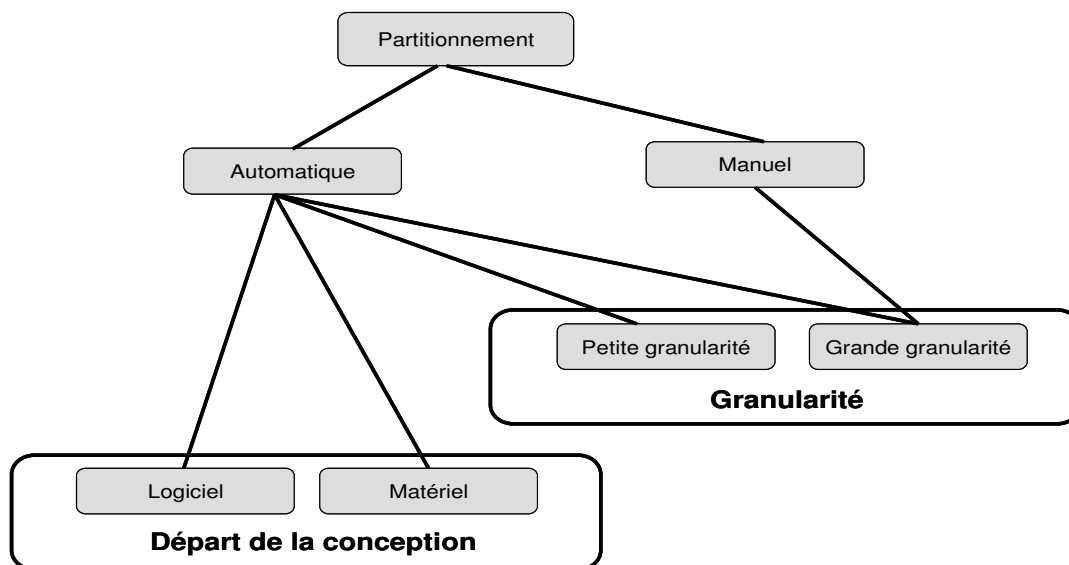 Partitionnement
Automatique
Manuel
Petite granularité
Grande granularité
Granularité
Logiciel
Matériel
Départ de la conception